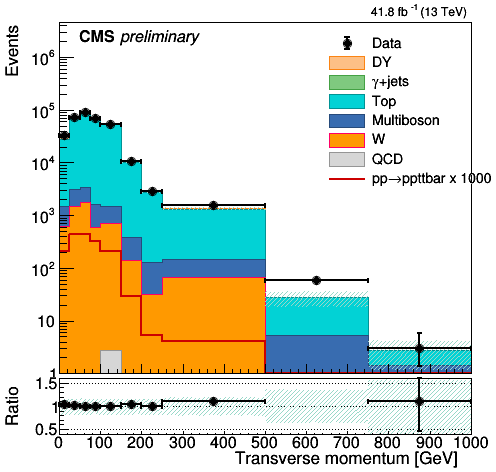 41.8 fb⁻¹ (13 TeV)
CMS preliminary
Events
10⁶
10⁵
10⁴
10³
10²
10
1
Data
DY
γ+jets
Top
Multiboson
W
QCD
pp→ppttbar x 1000
Ratio
1.5
1
0.5
0 100 200 300 400 500 600 700 800 900 1000
Transverse momentum [GeV]